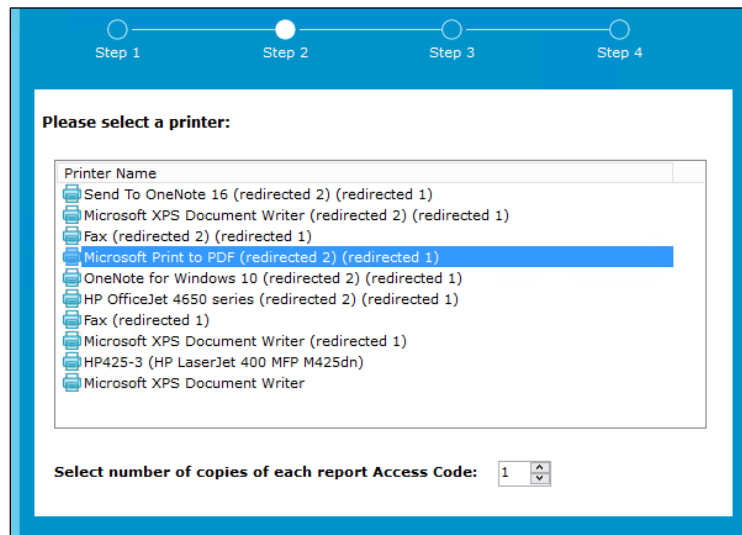 Step 1 Step 2 Step 3 Step 4
Please select a printer:
Printer Name
Send To OneNote 16 (redirected 2) (redirected 1)
Microsoft XPS Document Writer (redirected 2) (redirected 1)
Fax (redirected 2) (redirected 1)
Microsoft Print to PDF (redirected 2) (redirected 1)
OneNote for Windows 10 (redirected 2) (redirected 1)
HP OfficeJet 4650 series (redirected 2) (redirected 1)
Fax (redirected 1)
Microsoft XPS Document Writer (redirected 1)
HP425-3 (HP LaserJet 400 MFP M425dn)
Microsoft XPS Document Writer
Select number of copies of each report Access Code: 1